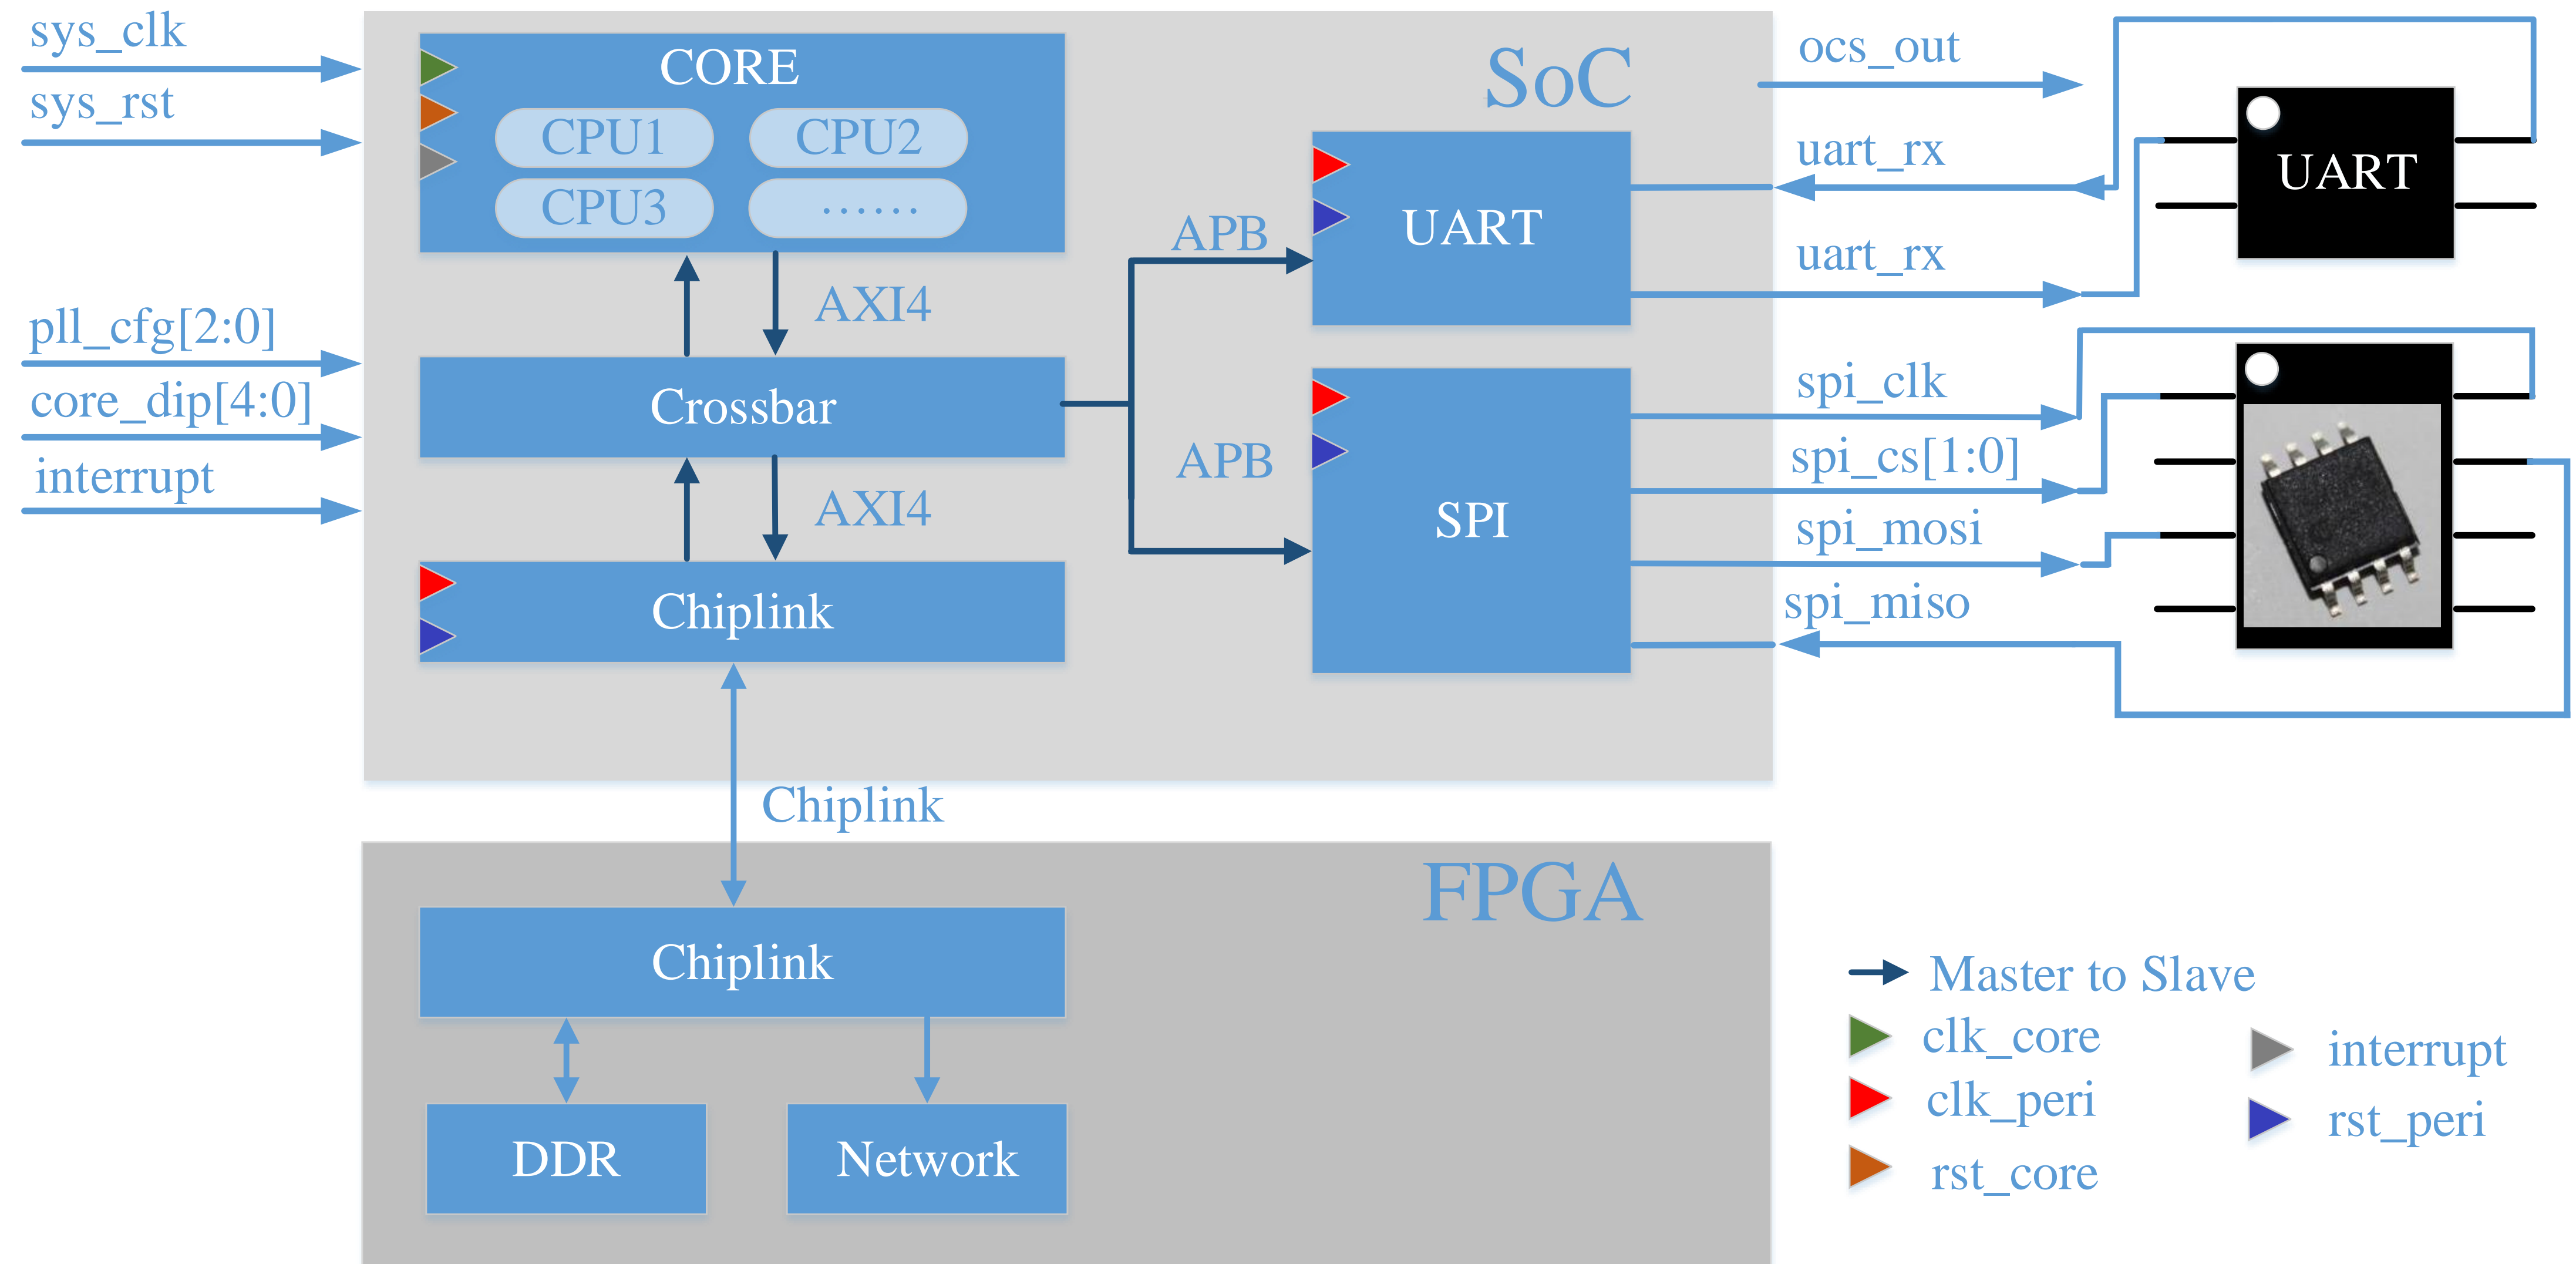 sys_clk
sys_rst
pll_cfg[2:0]
core_dip[4:0]
interrupt
SoC
CORE
CPU1
CPU2
CPU3
......
AXI4
Crossbar
AXI4
Chiplink
APB
APB
UART
SPI
ocs_out
uart_rx
uart_rx
spi_clk
spi_cs[1:0]
spi_mosi
spi_miso
UART
Chiplink
FPGA
Chiplink
DDR
Network
Master to Slave
clk_core
interrupt
clk_peri
rst_peri
rst_core